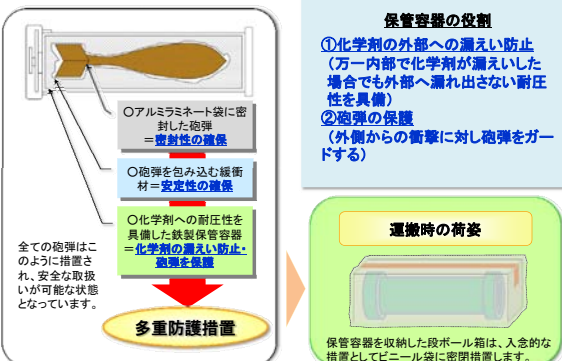 〇アルミラミネート袋に密
封した砲弾
＝密封性の確保
〇砲弾を包み込む緩衝
材＝安定性の確保
〇化学剤への耐圧性を
具備した鉄製保管容器
＝化学剤の漏えい防止・
砲弾を保護
全ての砲弾はこ
のように措置さ
れ、安全な取扱
いが可能な状態
となっています。
多重防護措置
保管容器の役割
①化学剤の外部への漏えい防止
（万一内部で化学剤が漏えいした
場合でも外部へ漏れ出さない耐圧
性を具備）
②砲弾の保護
（外側からの衝撃に対し砲弾をガー
ドする）
運搬時の荷姿
保管容器を収納した段ボール箱は、入念的な
措置としてビニール袋に密閉措置します。